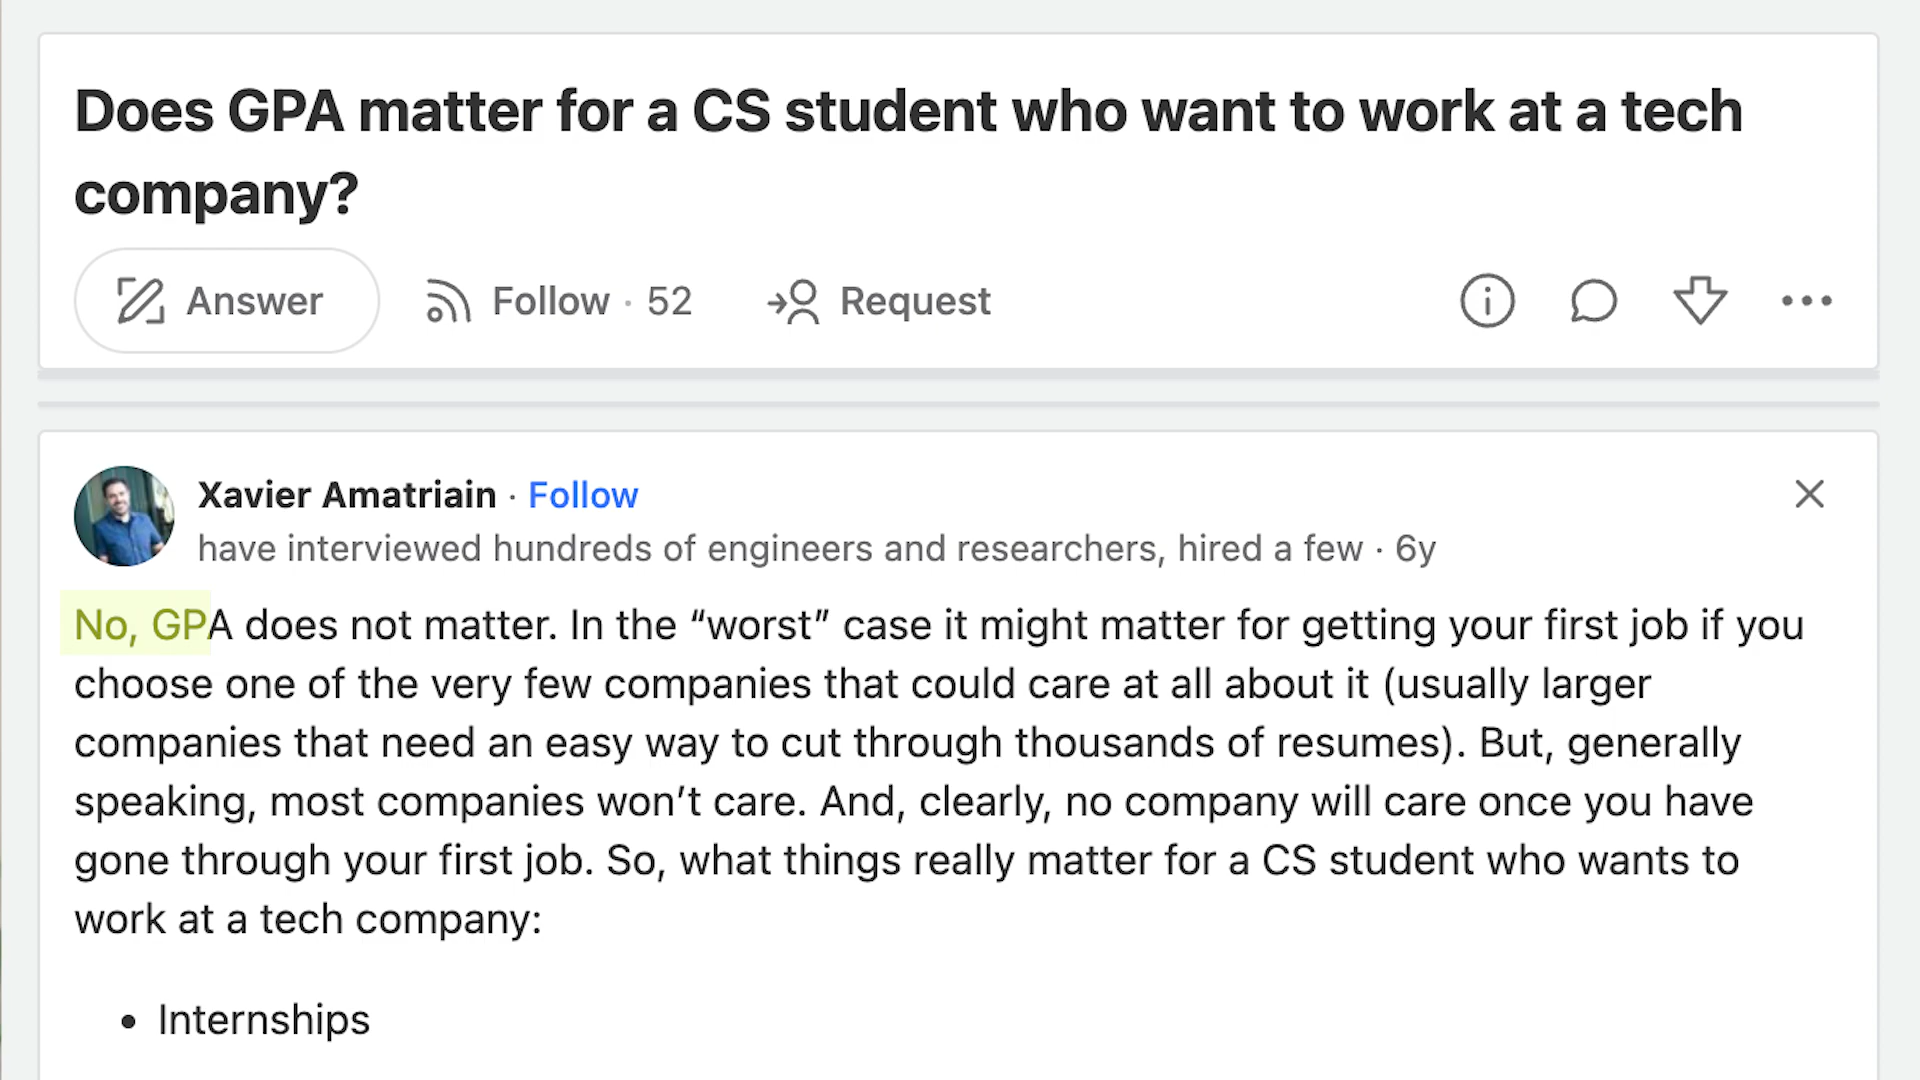 Does GPA matter for a CS student who want to work at a tech
company?
Answer
Follow · 52
Request
Xavier Amatriain · Follow
have interviewed hundreds of engineers and researchers, hired a few · 6y
No, GPA does not matter. In the “worst” case it might matter for getting your first job if you
choose one of the very few companies that could care at all about it (usually larger
companies that need an easy way to cut through thousands of resumes). But, generally
speaking, most companies won’t care. And, clearly, no company will care once you have
gone through your first job. So, what things really matter for a CS student who wants to
work at a tech company:
• Internships